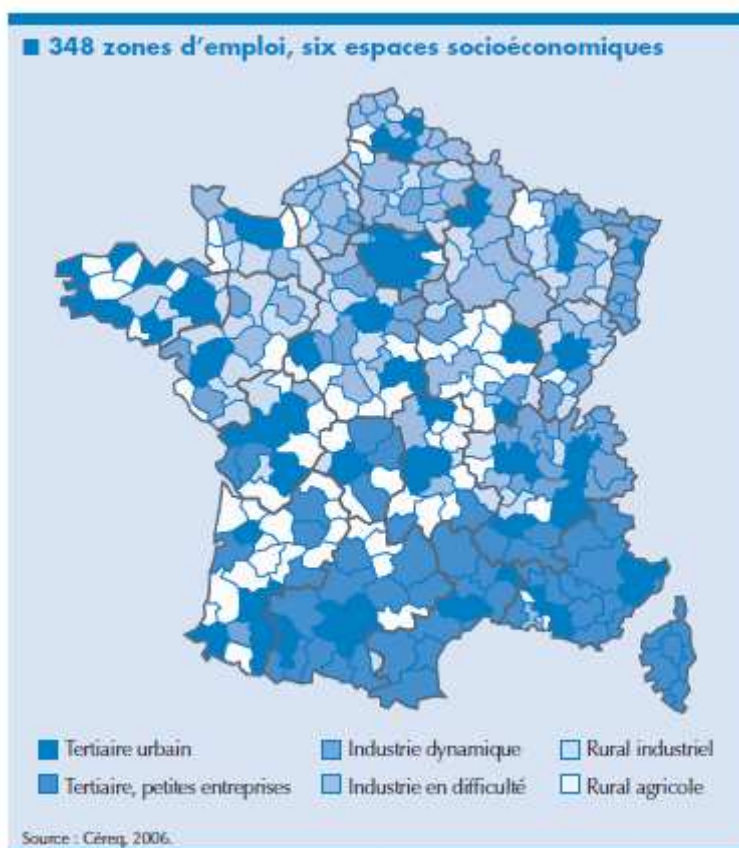 348 zones d'emploi, six espaces socioéconomiques
Tertiaire urbain
Industrie dynamique
Rural industriel
Tertiaire, petites entreprises
Industrie en difficulté
Rural agricole
Source : Céreq, 2006.